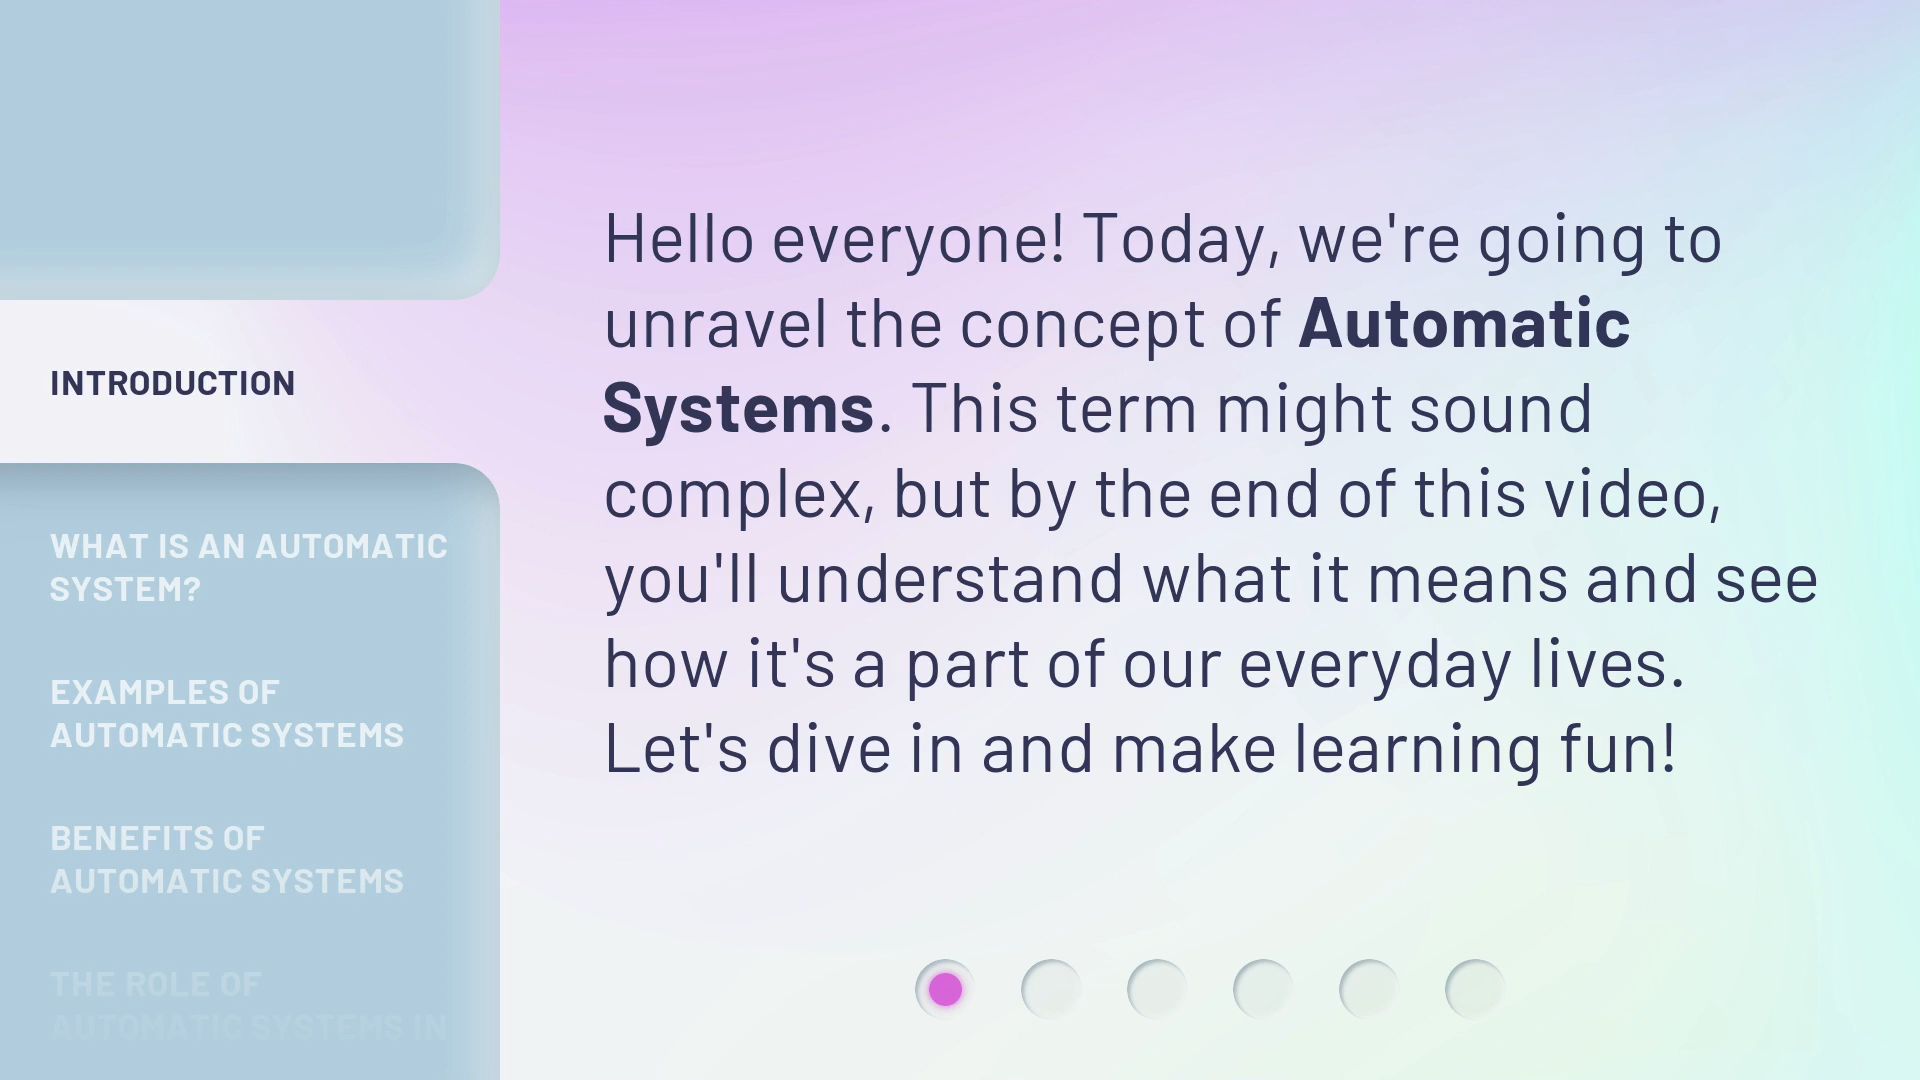 INTRODUCTION
WHAT IS AN AUTOMATIC
SYSTEM?
EXAMPLES OF
AUTOMATIC SYSTEMS
BENEFITS OF
AUTOMATIC SYSTEMS
THE ROLE OF
AUTOMATIC SYSTEMS IN
Hello everyone! Today, we're going to
unravel the concept of Automatic
Systems. This term might sound
complex, but by the end of this video,
you'll understand what it means and see
how it's a part of our everyday lives.
Let's dive in and make learning fun!